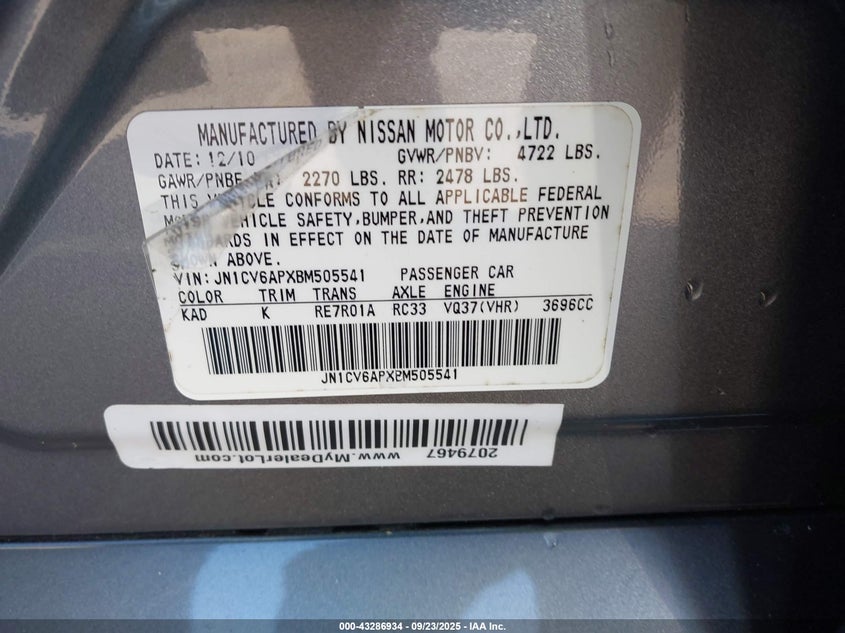 MANUFACTURED BY NISSAN MOTOR CO.,LTD.
DATE: 12/10 GVWR/PNBV: 4722 LBS.
GAWR/PNBE FR: 2270 LBS. RR: 2478 LBS.
THIS VEHICLE CONFORMS TO ALL APPLICABLE FEDERAL
MOTOR VEHICLE SAFETY,BUMPER,AND THEFT PREVENTION
STANDARDS IN EFFECT ON THE DATE OF MANUFACTURE
SHOWN ABOVE.
VIN: JN1CV6APXBM505541 PASSENGER CAR
COLOR TRIM TRANS AXLE ENGINE
KAD K RE7R01A RC33 VQ37(VHR) 3696CC
JN1CV6APXBM505541
www.MyDealerLot.com 2079467
000-43286934 - 09/23/2025 - IAA Inc.